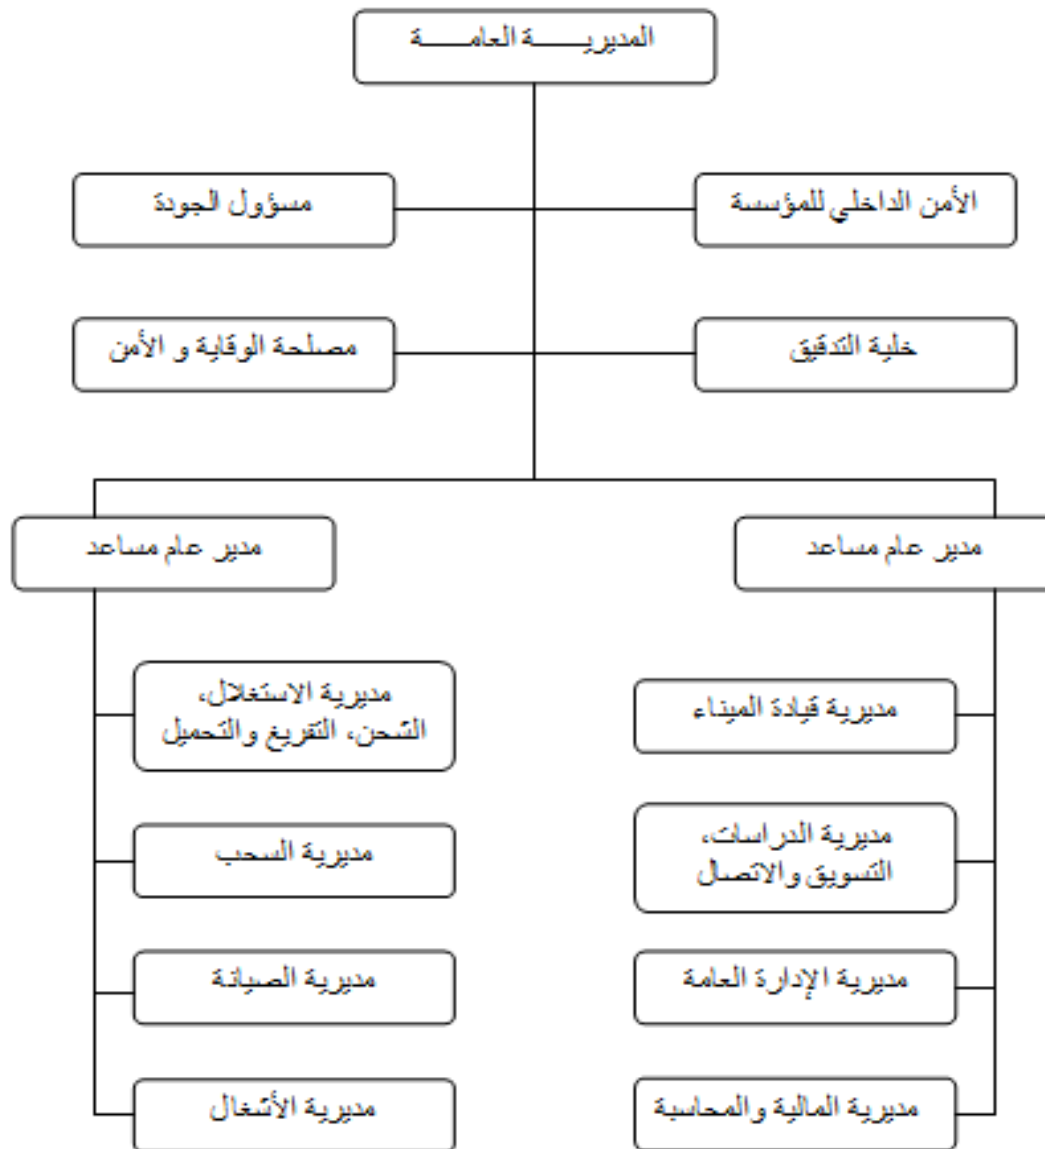 المديريـــــــة العامـــــــة
الأمن الداخلي للمؤسسة
مسؤول الجودة
خلية التدقيق
مصلحة الوقاية و الأمن
مدير عام مساعد
مدير عام مساعد
مديرية قيادة الميناء
مديرية الدراسات،
التسويق والاتصال
مديرية الإدارة العامة
مديرية المالية والمحاسبة
مديرية الاستغلال،
الشحن، التفريغ والتحميل
مديرية السحب
مديرية الصيانة
مديرية الأشغال